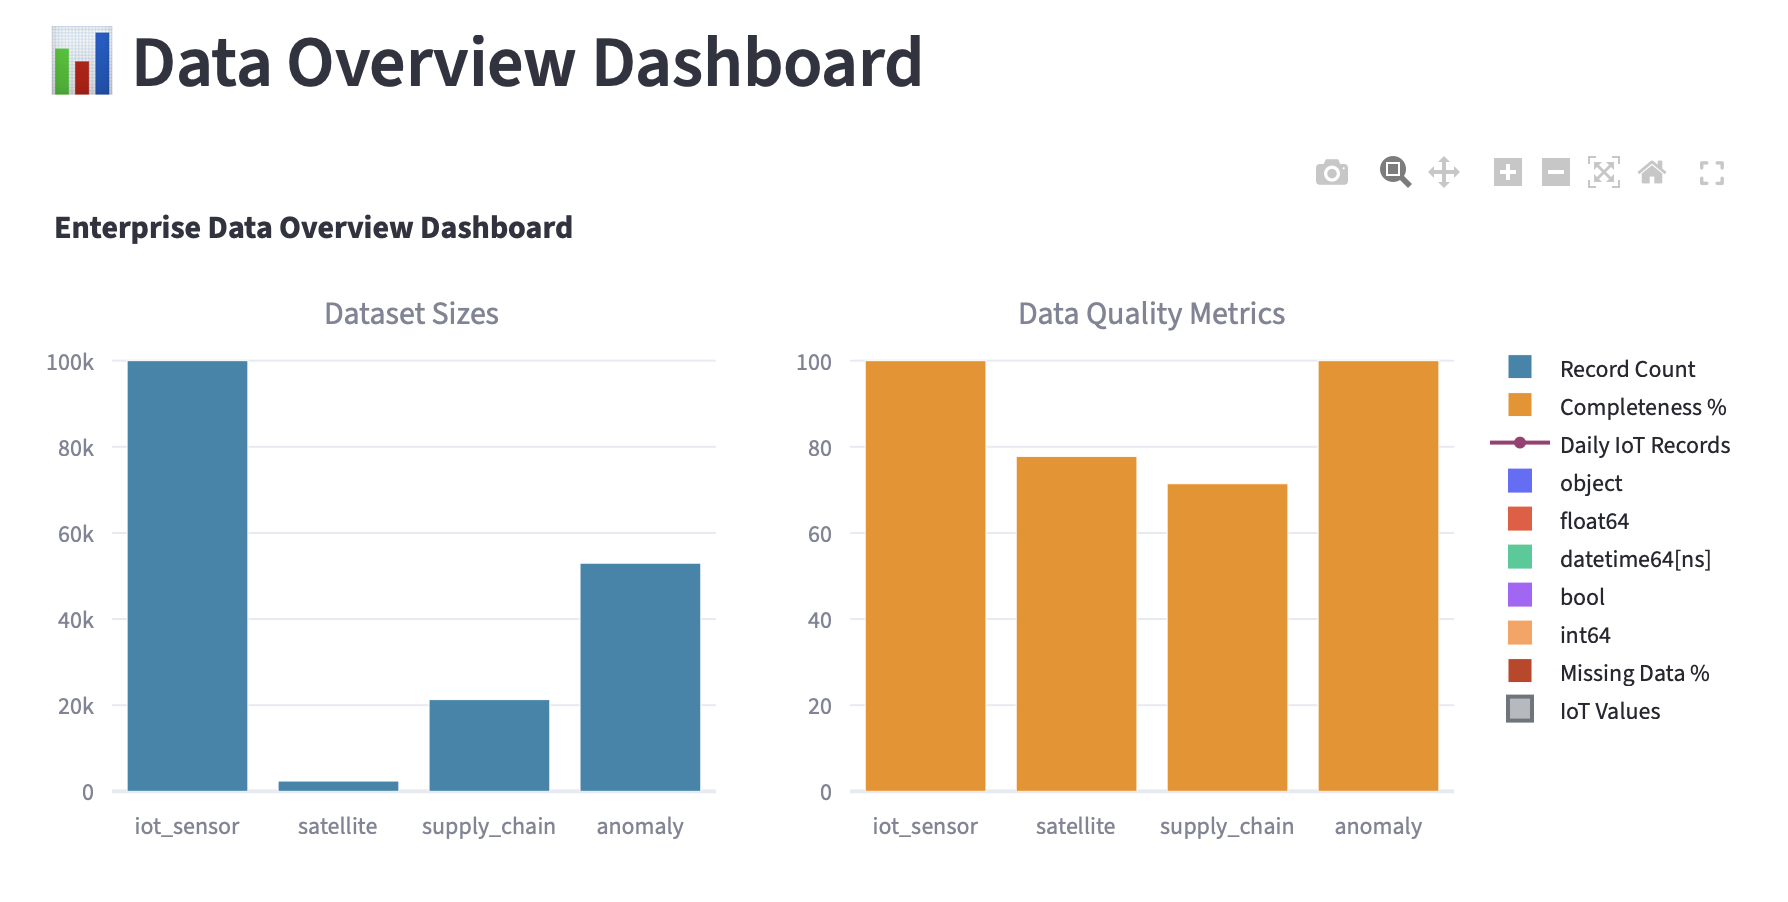 Data Overview Dashboard
Enterprise Data Overview Dashboard
Dataset Sizes
100k
80k
60k
40k
20k
0
iot_sensor satellite supply_chain anomaly
Data Quality Metrics
100
80
60
40
20
0
iot_sensor satellite supply_chain anomaly
Record Count
Completeness %
Daily IoT Records
object
float64
datetime64[ns]
bool
int64
Missing Data %
IoT Values